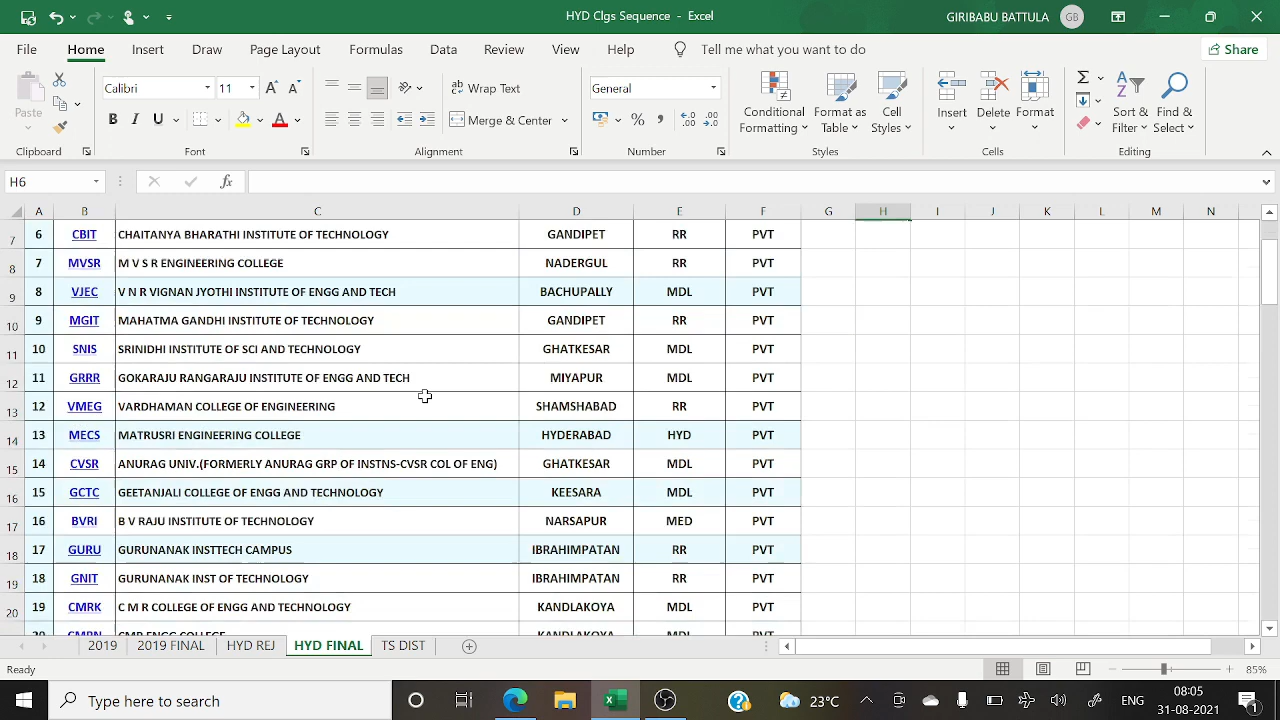 HYD Clgs Sequence - Excel
GIRIBABU BATTULA GB
File Home Insert Draw Page Layout Formulas Data Review View Help Tell me what you want to do Share
Paste
Calibri 11
Wrap Text
General
Merge & Center
Conditional Formatting
Format as Table
Cell Styles
Insert Delete Format
Sort & Filter
Find & Select
Clipboard Font Alignment Number Styles Cells Editing
H6
A B C D E F G H I J K L M N
7 6 CBIT CHAITANYA BHARATHI INSTITUTE OF TECHNOLOGY GANDIPET RR PVT
8 7 MVSR M V S R ENGINEERING COLLEGE NADERGUL RR PVT
9 8 VJEC V N R VIGNAN JYOTHI INSTITUTE OF ENGG AND TECH BACHUPALLY MDL PVT
10 9 MGIT MAHATMA GANDHI INSTITUTE OF TECHNOLOGY GANDIPET RR PVT
11 10 SNIS SRINIDHI INSTITUTE OF SCI AND TECHNOLOGY GHATKESAR MDL PVT
12 11 GRRR GOKARAJU RANGARAJU INSTITUTE OF ENGG AND TECH MIYAPUR MDL PVT
13 12 VMEG VARDHAMAN COLLEGE OF ENGINEERING SHAMSHABAD RR PVT
14 13 MECS MATRUSRI ENGINEERING COLLEGE HYDERABAD HYD PVT
15 14 CVSR ANURAG UNIV.(FORMERLY ANURAG GRP OF INSTNS-CVSR COL OF ENG) GHATKESAR MDL PVT
16 15 GCTC GEETANJALI COLLEGE OF ENGG AND TECHNOLOGY KEESARA MDL PVT
17 16 BVRI B V RAJU INSTITUTE OF TECHNOLOGY NARSAPUR MED PVT
18 17 GURU GURUNANAK INSTTECH CAMPUS IBRAHIMPATAN RR PVT
19 18 GNIT GURUNANAK INST OF TECHNOLOGY IBRAHIMPATAN RR PVT
20 19 CMRK C M R COLLEGE OF ENGG AND TECHNOLOGY KANDLAKOYA MDL PVT
20 CMRN CMR ENGG COLLEGE KANDLAKOYA MDL PVT
2019 2019 FINAL HYD REJ HYD FINAL TS DIST
Ready 85%
Type here to search
23°C
ENG
08:05
31-08-2021
1